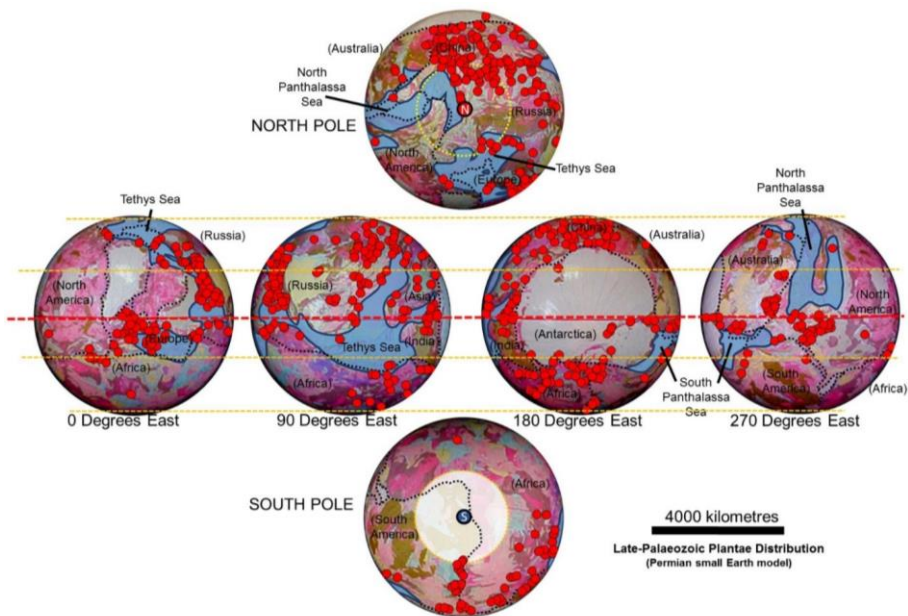 (Australia)
(China)
North
Panthalassa
Sea
N
(Russia)
NORTH POLE
(North
America)
(Europe)
Tethys Sea
Tethys Sea
(Russia)
(North
America)
(Europe)
(Africa)
0 Degrees East
(Russia)
(Asia)
(India)
Tethys Sea
(Africa)
90 Degrees East
(China)
(Australia)
(Antarctica)
(India)
(Africa)
180 Degrees East
South
Panthalassa
Sea
North
Panthalassa
Sea
(Australia)
(North
America)
(South
America)
(Africa)
270 Degrees East
SOUTH POLE
(Africa)
S
(South
America)
4000 kilometres
Late-Palaeozoic Plantae Distribution
(Permian small Earth model)